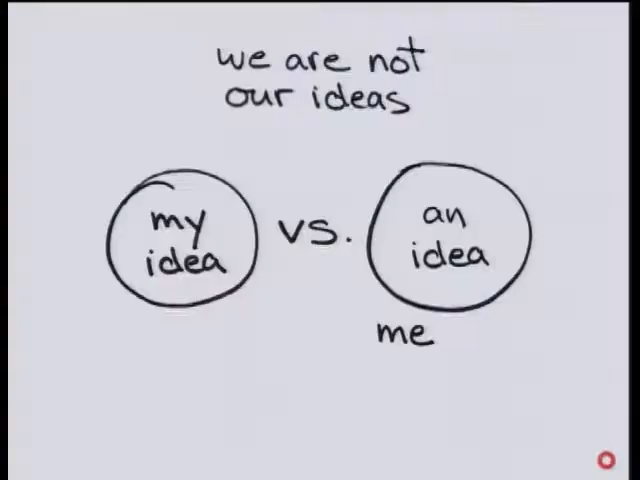 we are not
our ideas
my
idea
vs.
an
idea
me